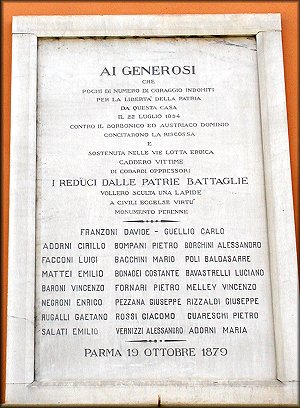 AI GENEROSI
CHE
POCHI DI NUMERO DI CORAGGIO INDOMITI
PER LA LIBERTA' DELLA PATRIA
DA QUESTA CASA
IL 22 LUGLIO 1854
CONTRO IL BORBONICO ED AUSTRIACO DOMINIO
CONCITARONO LA RISCOSSA
E
SOSTENUTA NELLE VIE LOTTA EROICA
CADDERO VITTIME
DI CODARDI OPPRESSORI
I REDUCI DALLE PATRIE BATTAGLIE
VOLLERO SCULTA UNA LAPIDE
A CIVILI ECCELSE VIRTU'
MONUMENTO PERENNE
FRANZONI DAVIDE - GUELLIO CARLO
ADORNI CIRILLO BOMPANI PIETRO BORGHINI ALESSANDRO
FACCONI LUIGI BACCHINI MARIO POLI BALDASARRE
MATTEI EMILIO BONADEI COSTANTE BAVASTRELLI LUCIANO
BARONI VINCENZO FORNARI PIETRO MELLEY VINCENZO
NEGRONI ENRICO PEZZANA GIUSEPPE RIZZALDI GIUSEPPE
RUGALLI GAETANO ROSSI GIACOMO GUARESCHI PIETRO
SALATI EMILIO VERNIZZI ALESSANDRO ADORNI MARIA
PARMA 19 OTTOBRE 1879